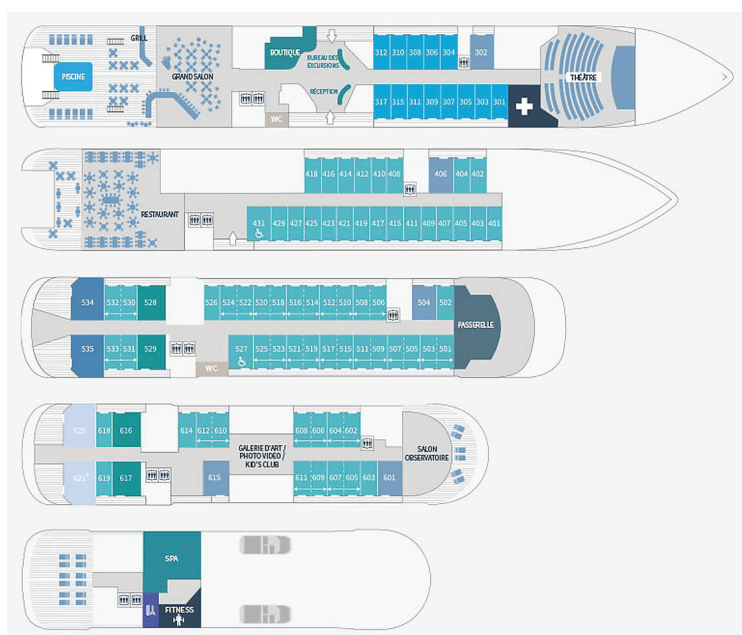 GRILL
PISCINE
GRAND SALON
BOUTIQUE
BUREAU DES
EXCURSIONS
RÉCEPTION
WC
312 310 308 306 304 302
317 315 311 309 307 305 303 301
THÉÂTRE
RESTAURANT
418 416 414 412 410 408 406 404 402
431 429 427 425 423 421 419 417 415 411 409 407 405 403 401
534 532 530 528 526 524 522 520 518 516 514 512 510 508 506 504 502
PASSERELLE
535 533 531 529 527 525 523 521 519 517 515 511 509 507 505 503 501
WC
620 618 616 614 612 610 608 606 604 602
GALERIE D'ART/
PHOTO VIDEO/
KID'S CLUB
SALON
OBSERVATOIRE
621* 619 617 615 611 609 607 605 603 601
SPA
FITNESS